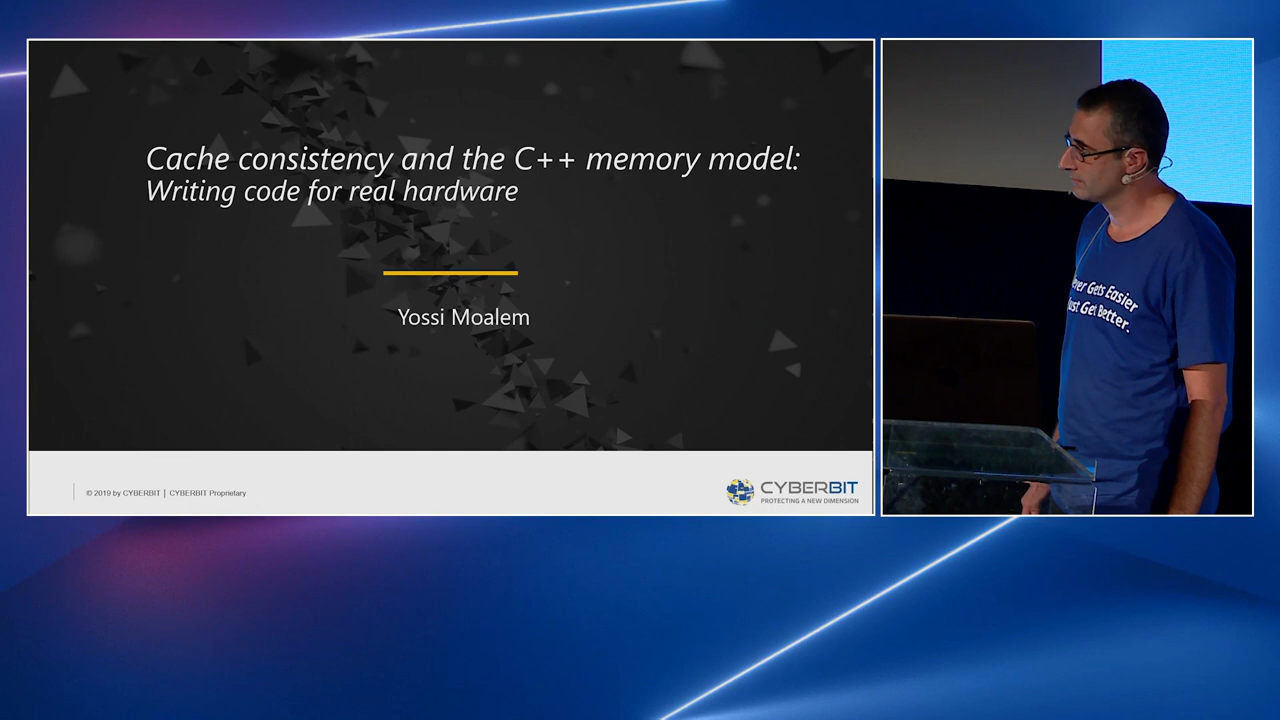 Cache consistency and the C++ memory model:
Writing code for real hardware
Yossi Moalem
© 2019 by CYBERBIT | CYBERBIT Proprietary
CYBERBIT
PROTECTING A NEW DIMENSION
Gets Easier
Get Better.